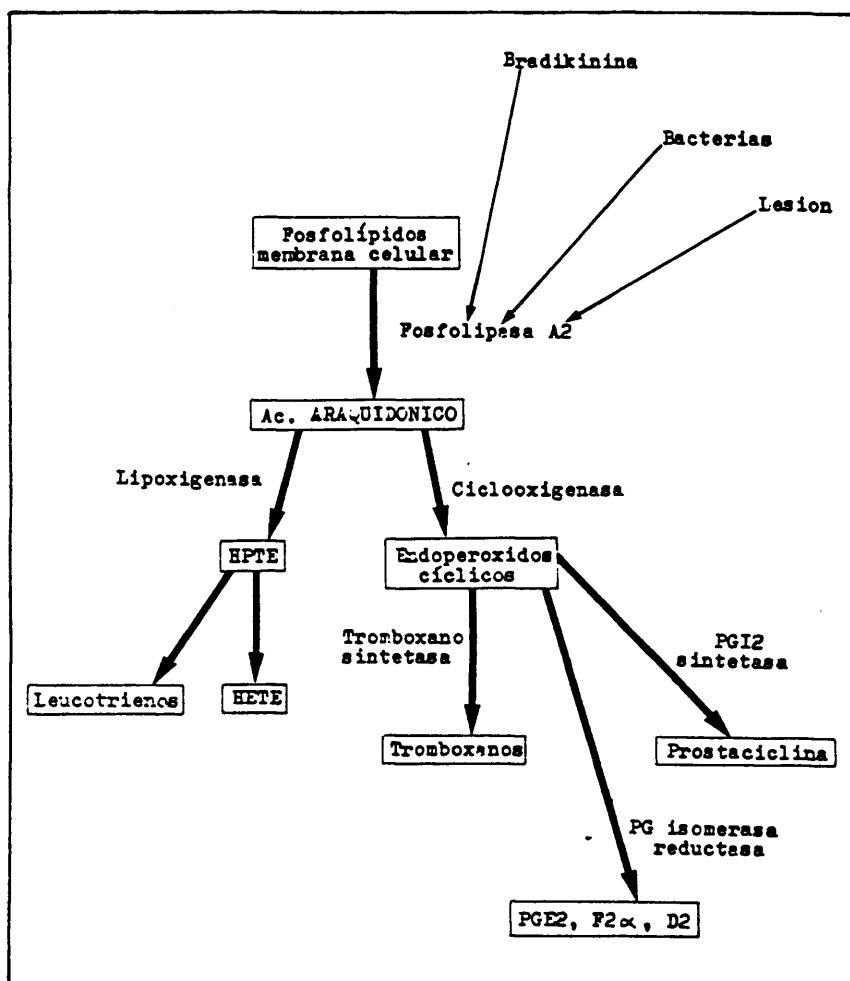 Bradikinina
Bacterias
Lesion
Fosfolípidos
membrana celular
Fosfolipasa A2
Ac. ARAQUIDONICO
Lipoxigenasa
Ciclooxigenasa
HPTE
Endoperoxidos
cíclicos
Tromboxano
sintetasa
PGI2
sintetasa
Leucotrienos
HETE
Tromboxanos
Prostaciclina
PG isomerasa
reductasa
PGE2, F2∝, D2